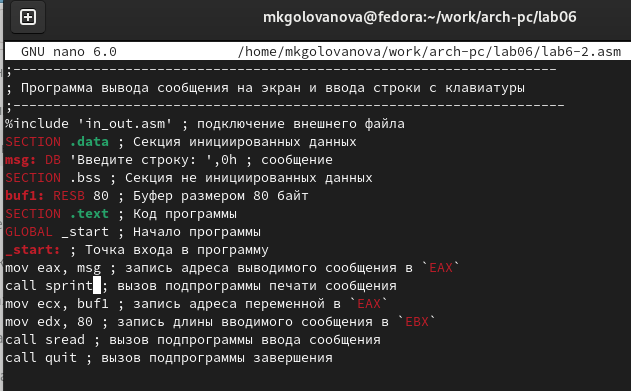 mkgolovanova@fedora:~/work/arch-pc/lab06
GNU nano 6.0 /home/mkgolovanova/work/arch-pc/lab06/lab6-2.asm
;------------------------------------------------------------------
; Программа вывода сообщения на экран и ввода строки с клавиатуры
;-------------------------------------------------------------------
%include 'in_out.asm' ; подключение внешнего файла
SECTION .data ; Секция инициированных данных
msg: DB 'Введите строку: ',0h ; сообщение
SECTION .bss ; Секция не инициированных данных
buf1: RESB 80 ; Буфер размером 80 байт
SECTION .text ; Код программы
GLOBAL _start ; Начало программы
_start: ; Точка входа в программу
mov eax, msg ; запись адреса выводимого сообщения в `EAX`
call sprint ; вызов подпрограммы печати сообщения
mov ecx, buf1 ; запись адреса переменной в `EAX`
mov edx, 80 ; запись длины вводимого сообщения в `EBX`
call sread ; вызов подпрограммы ввода сообщения
call quit ; вызов подпрограммы завершения